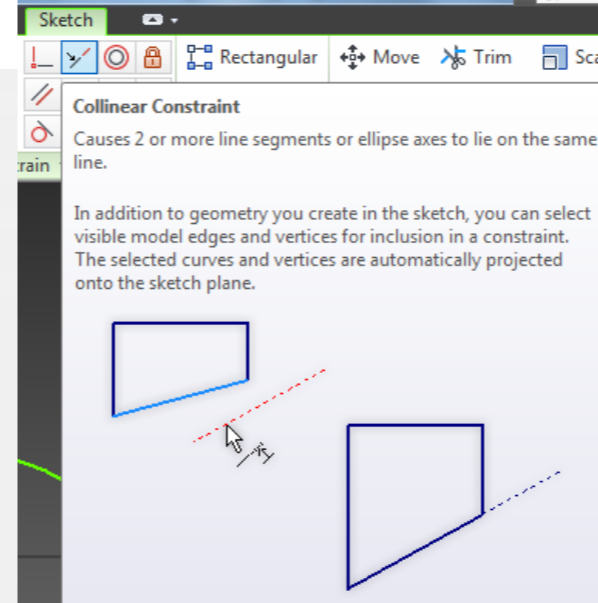 Sketch
Rectangular Move Trim
Collinear Constraint
Causes 2 or more line segments or ellipse axes to lie on the same
line.
In addition to geometry you create in the sketch, you can select
visible model edges and vertices for inclusion in a constraint.
The selected curves and vertices are automatically projected
onto the sketch plane.